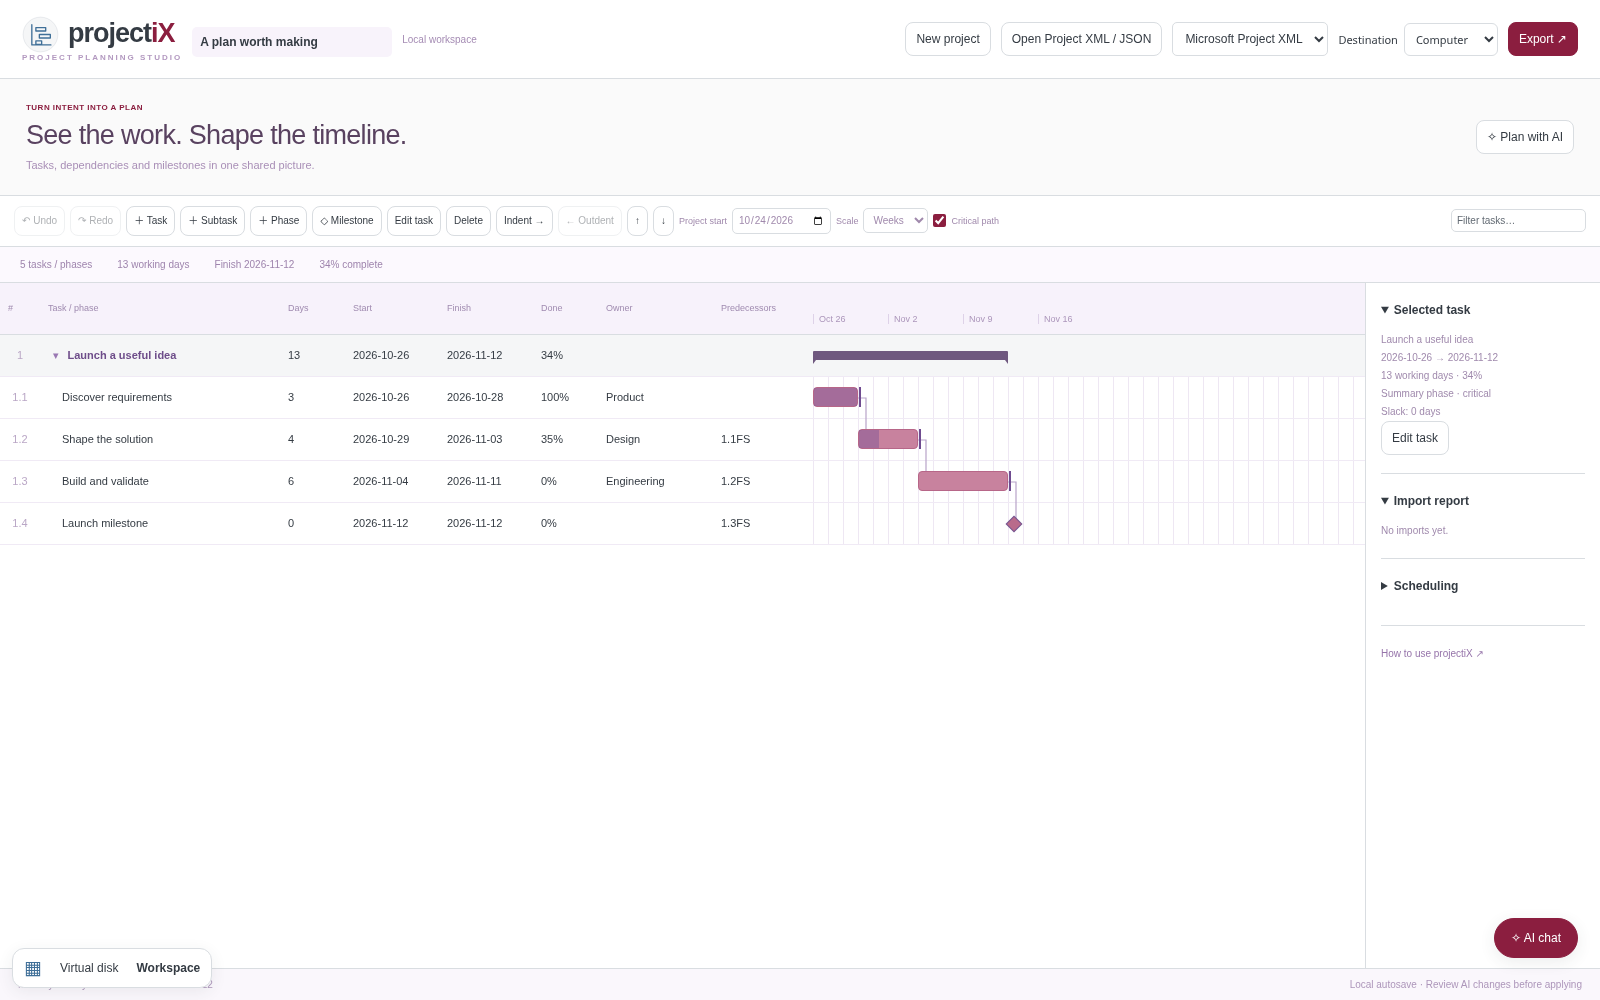 projectiX
PROJECT PLANNING STUDIO
A plan worth making
Local workspace
New project
Open Project XML / JSON
Microsoft Project XML
Destination
Computer
Export ↗
TURN INTENT INTO A PLAN
See the work. Shape the timeline.
Tasks, dependencies and milestones in one shared picture.
✧ Plan with AI
↶ Undo
↷ Redo
+ Task
+ Subtask
+ Phase
◇ Milestone
Edit task
Delete
Indent →
← Outdent
↑
↓
Project start
10/24/2026
Scale
Weeks
Critical path
Filter tasks…
5 tasks / phases
13 working days
Finish 2026-11-12
34% complete
# Task / phase Days Start Finish Done Owner Predecessors
Oct 26 Nov 2 Nov 9 Nov 16
1 ▾ Launch a useful idea 13 2026-10-26 2026-11-12 34%
1.1 Discover requirements 3 2026-10-26 2026-10-28 100% Product
1.2 Shape the solution 4 2026-10-29 2026-11-03 35% Design 1.1FS
1.3 Build and validate 6 2026-11-04 2026-11-11 0% Engineering 1.2FS
1.4 Launch milestone 0 2026-11-12 2026-11-12 0% 1.3FS
▼ Selected task
Launch a useful idea
2026-10-26 → 2026-11-12
13 working days · 34%
Summary phase · critical
Slack: 0 days
Edit task
▼ Import report
No imports yet.
▶ Scheduling
How to use projectiX ↗
✧ AI chat
Virtual disk Workspace
Local autosave · Review AI changes before applying